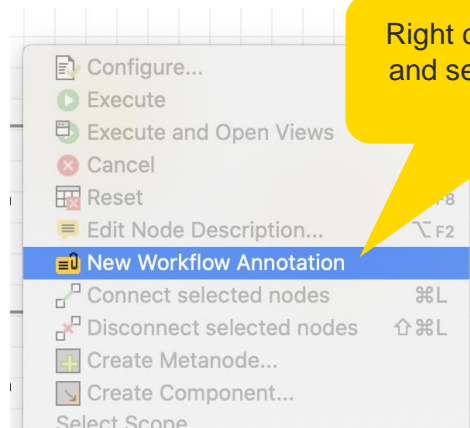 Right
and
Configure...
Execute
Execute and Open Views
Cancel
Reset F8
Edit Node Description... ⌥ F2
New Workflow Annotation
Connect selected nodes ⌘L
Disconnect selected nodes ⇧⌘L
Create Metanode...
Create Component...
Select Scope